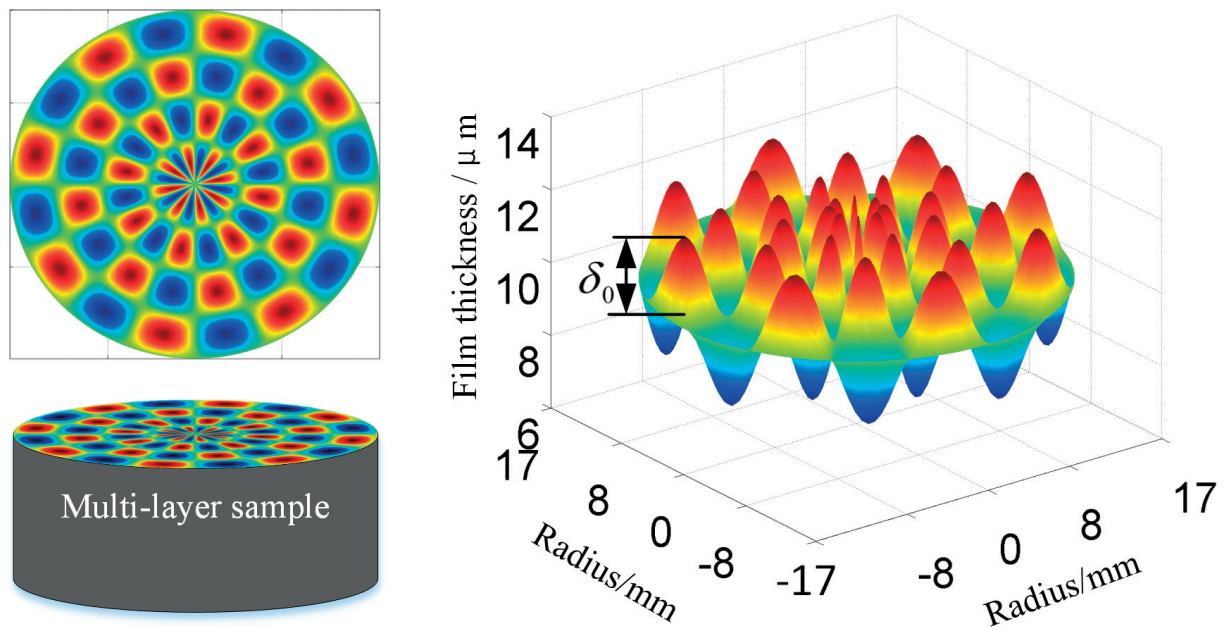 Multi-layer sample
Film thickness / μ m
14
12
10
8
6
δ₀
17
8
0
-8
-17
Radius/mm
-8
0
8
17
Radius/mm